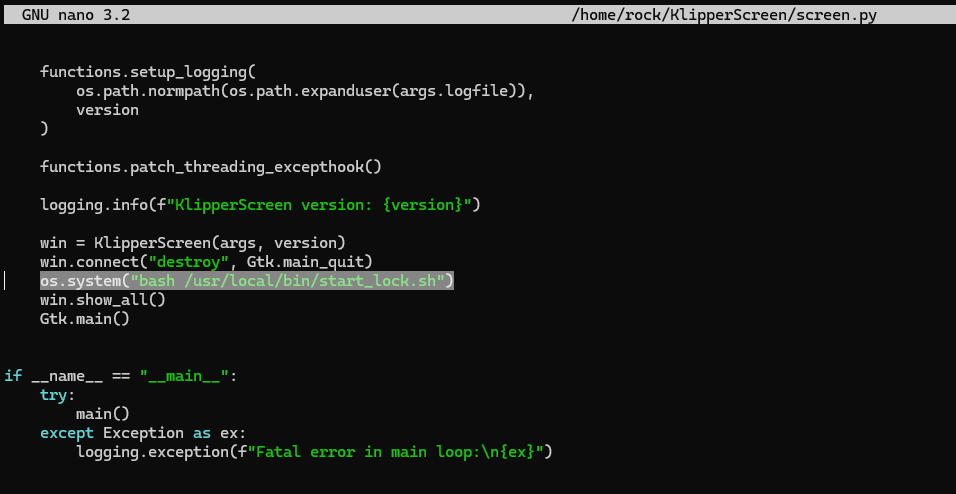 GNU nano 3.2 /home/rock/KlipperScreen/screen.py
    functions.setup_logging(
        os.path.normpath(os.path.expanduser(args.logfile)),
        version
    )
    functions.patch_threading_excepthook()
    logging.info(f"KlipperScreen version: {version}")
    win = KlipperScreen(args, version)
    win.connect("destroy", Gtk.main_quit)
    os.system("bash /usr/local/bin/start_lock.sh")
    win.show_all()
    Gtk.main()
if __name__ == "__main__":
    try:
        main()
    except Exception as ex:
        logging.exception(f"Fatal error in main loop:\n{ex}")